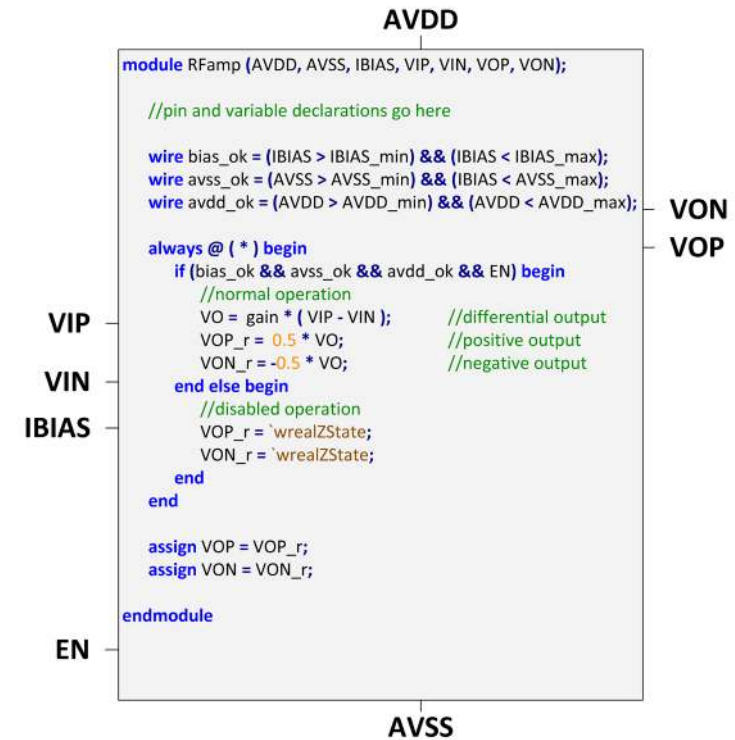 AVDD
module RFamp (AVDD, AVSS, IBIAS, VIP, VIN, VOP, VON);
//pin and variable declarations go here
wire bias_ok = (IBIAS > IBIAS_min) && (IBIAS < IBIAS_max);
wire avss_ok = (AVSS > AVSS_min) && (IBIAS < AVSS_max);
wire avdd_ok = (AVDD > AVDD_min) && (AVDD < AVDD_max);
VON
always @ ( * ) begin
VOP
if (bias_ok && avss_ok && avdd_ok && EN) begin
//normal operation
VO = gain * ( VIP - VIN ); //differential output
VIP
VOP_r = 0.5 * VO; //positive output
VON_r = -0.5 * VO; //negative output
VIN
end else begin
//disabled operation
IBIAS
VOP_r = `wrealZState;
VON_r = `wrealZState;
end
end
assign VOP = VOP_r;
assign VON = VON_r;
endmodule
EN
AVSS